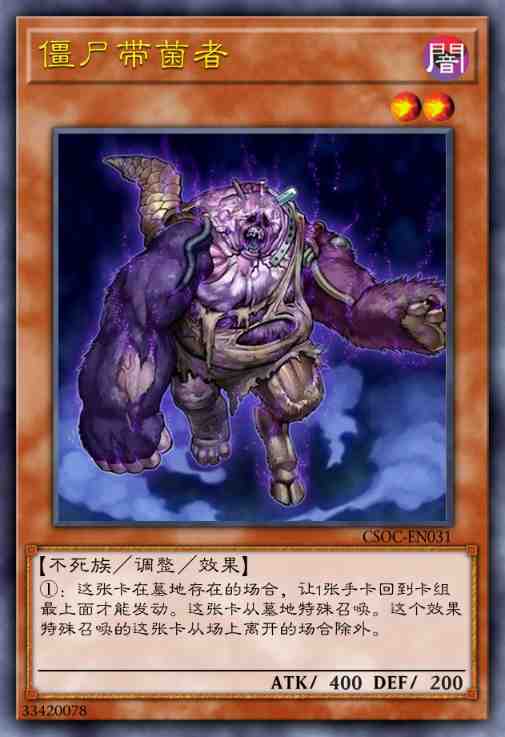 僵尸带菌者
闇
CSOC-EN031
【不死族／调整／效果】
①：这张卡在墓地存在的场合，让1张手卡回到卡组
最上面才能发动。这张卡从墓地特殊召唤。这个效果
特殊召唤的这张卡从场上离开的场合除外。
ATK/ 400 DEF/ 200
33420078